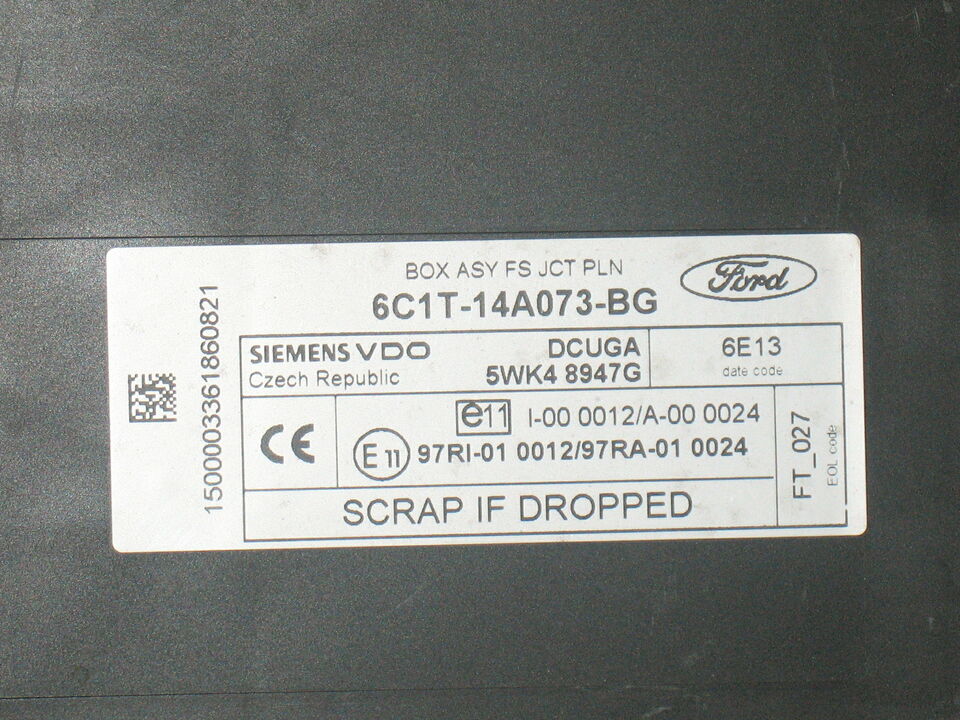 BOX ASY FS JCT PLN
Ford
6C1T-14A073-BG
1500003361860821
SIEMENS VDO
Czech Republic
DCUGA
5WK4 8947G
6E13
date code
CE
e11 I-00 0012/A-00 0024
E11 97RI-01 0012/97RA-01 0024
FT_027
EOL code
SCRAP IF DROPPED